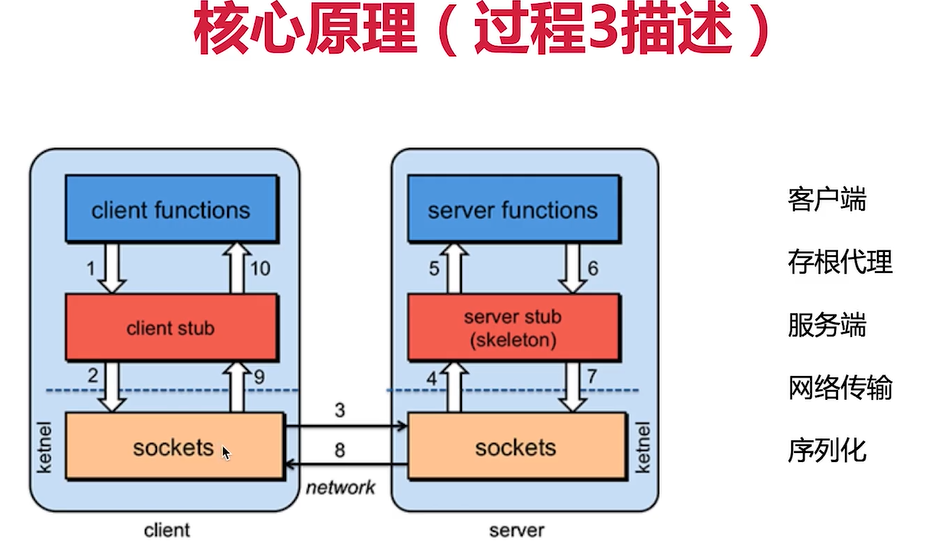 核心原理（过程3描述）
client functions
server functions
1
10
5
6
client stub
server stub
(skeleton)
2
9
4
7
3
8
sockets
sockets
ketnel
ketnel
network
client
server
客户端
存根代理
服务端
网络传输
序列化